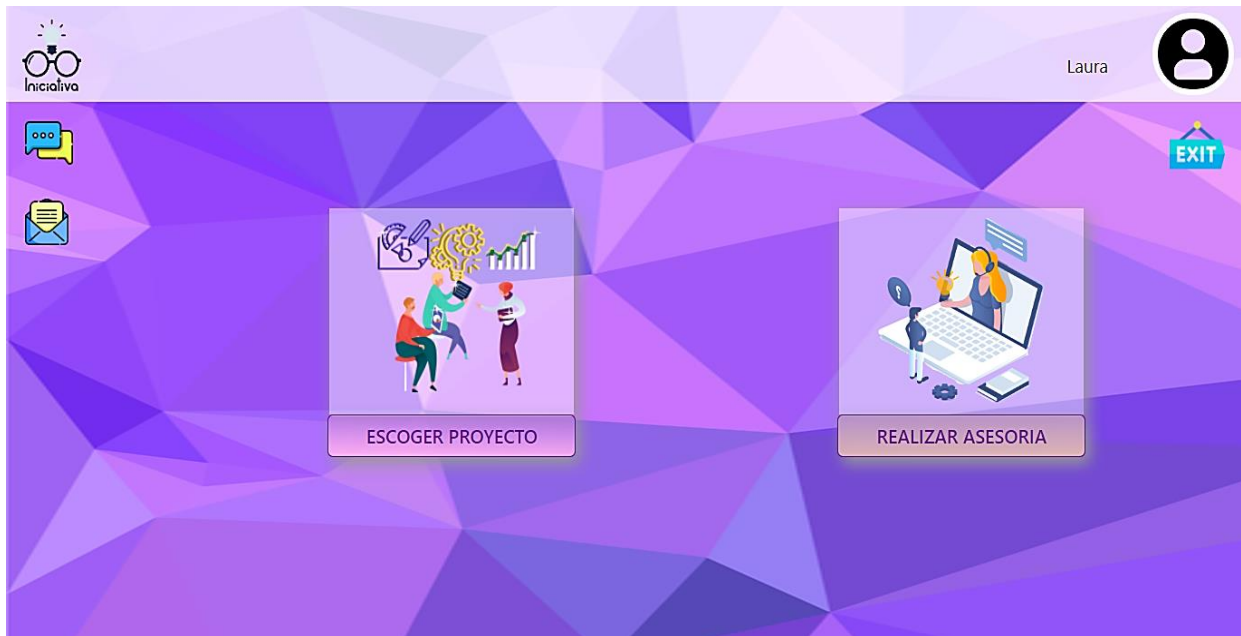 Iniciativa
Laura
EXIT
ESCOGER PROYECTO
REALIZAR ASESORIA